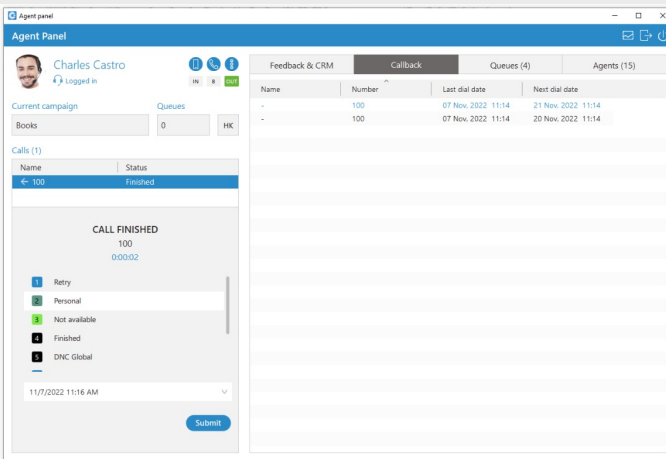 Agent panel
Agent Panel
Charles Castro
Logged in
IN 8 OUT
Current campaign Queues
Books 0 HK
Calls (1)
Name Status
← 100 Finished
CALL FINISHED
100
0:00:02
1 Retry
2 Personal
3 Not available
4 Finished
5 DNC Global
11/7/2022 11:16 AM
Submit
Feedback & CRM Callback Queues (4) Agents (15)
Name Number Last dial date Next dial date
- 100 07 Nov. 2022 11:14 21 Nov. 2022 11:14
- 100 07 Nov. 2022 11:14 20 Nov. 2022 11:14